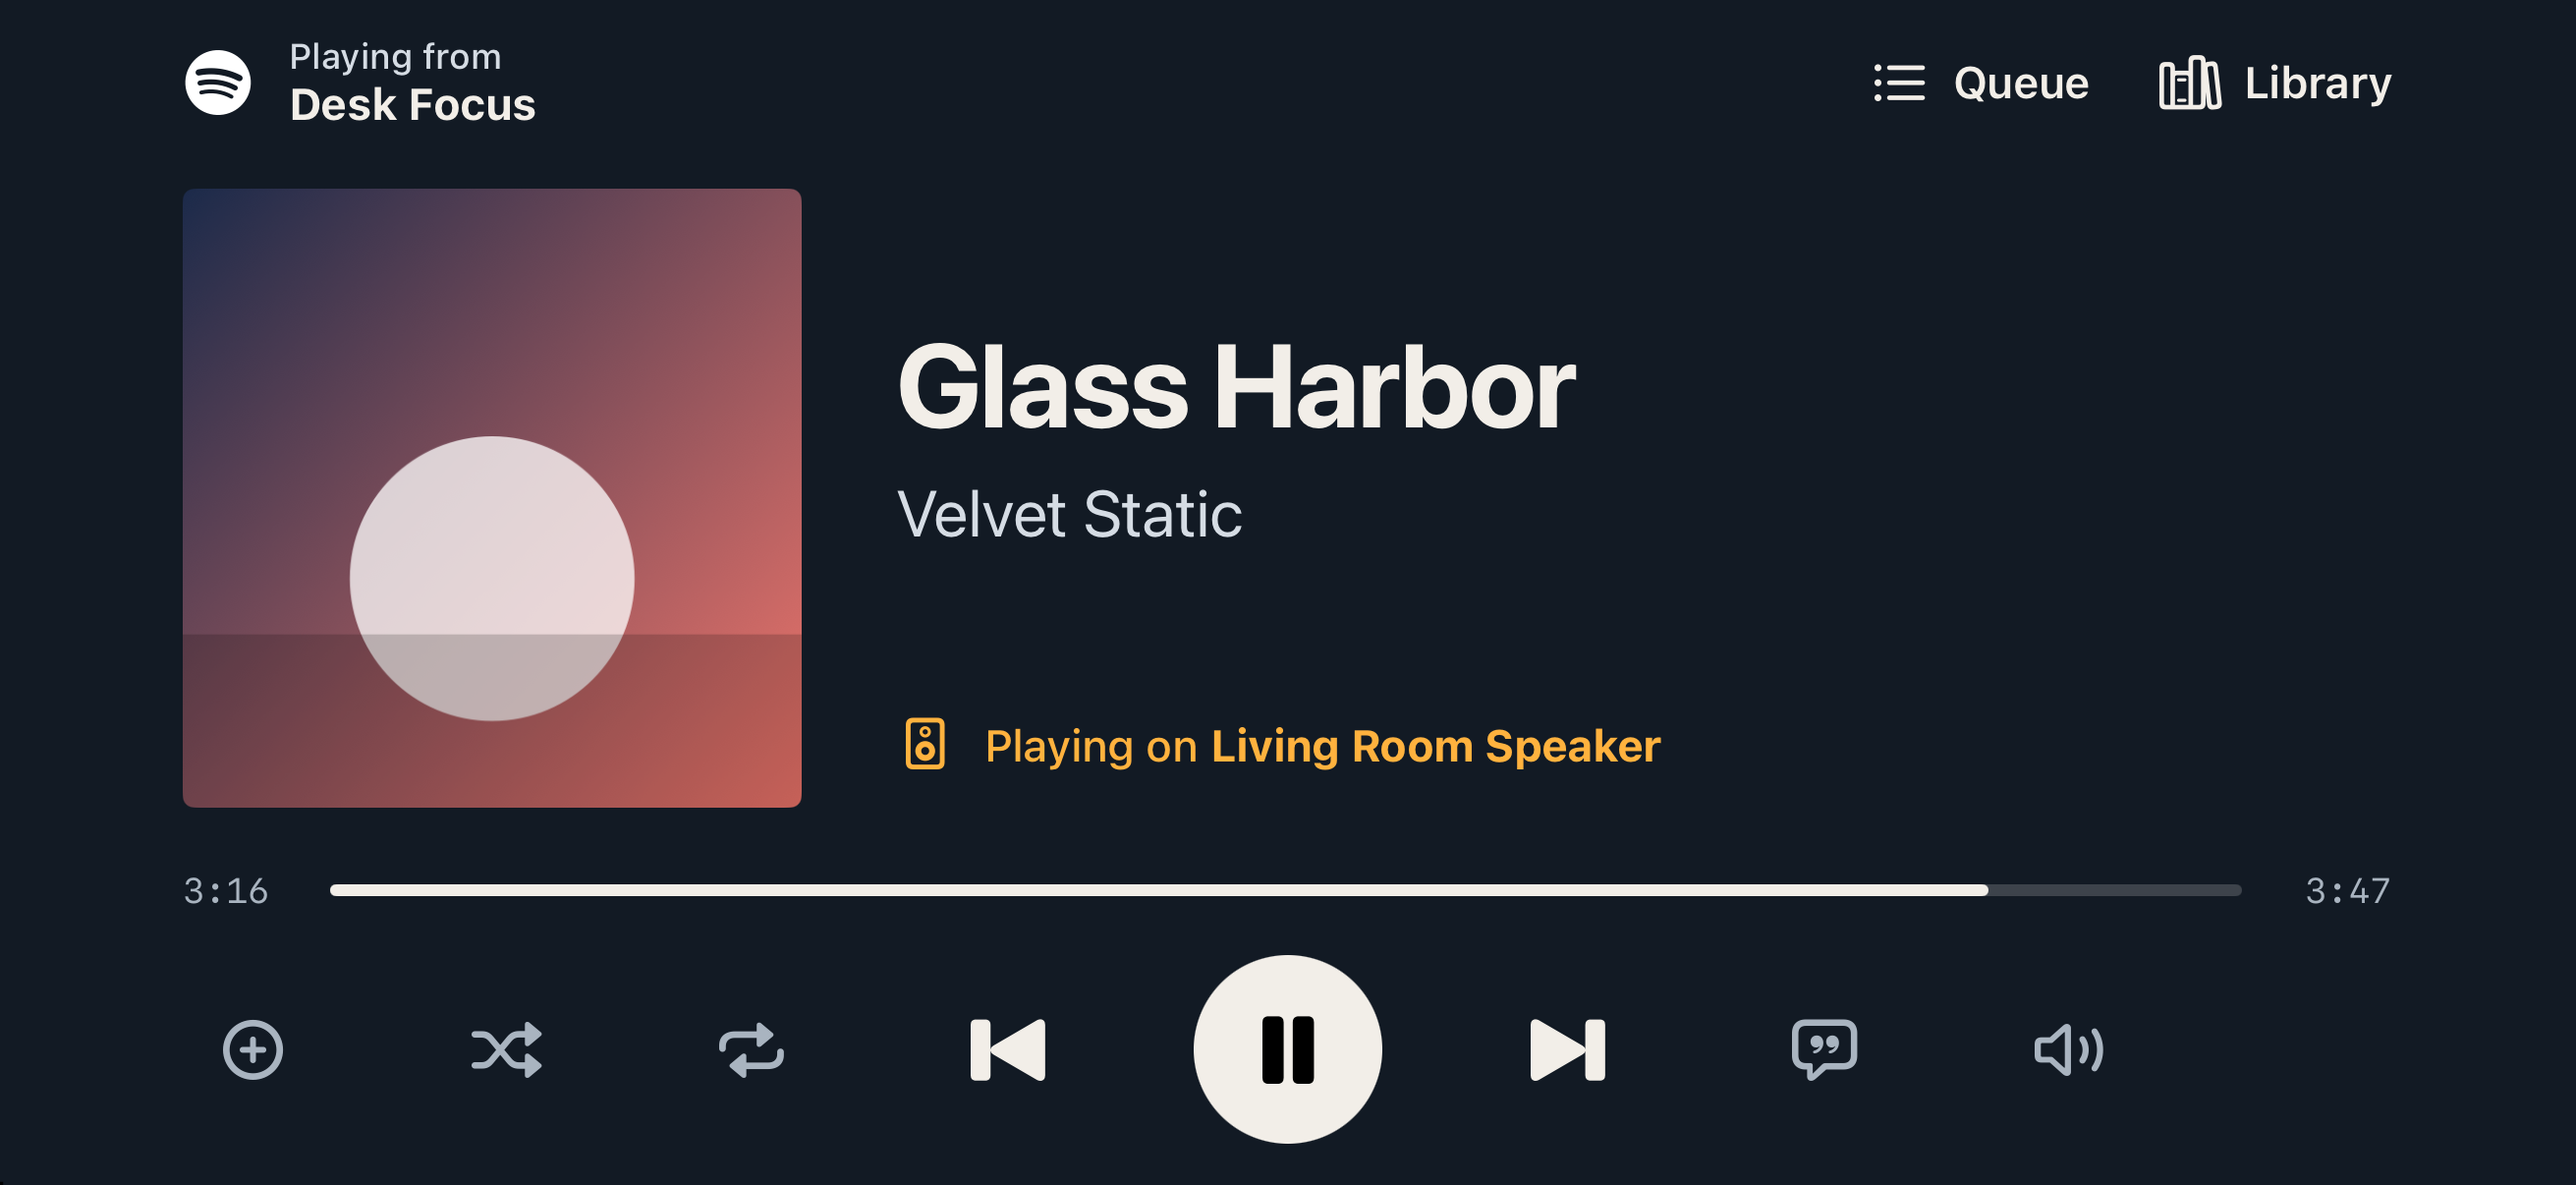 Playing from
Desk Focus
Queue
Library
Glass Harbor
Velvet Static
Playing on Living Room Speaker
3:16
3:47